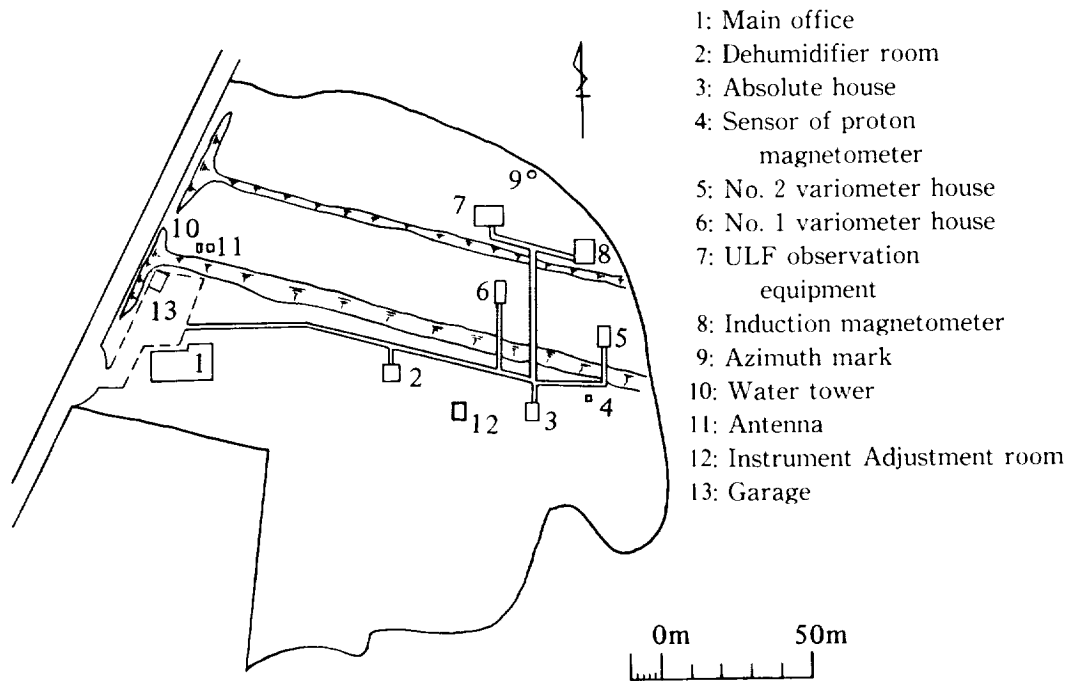 1: Main office
2: Dehumidifier room
3: Absolute house
4: Sensor of proton
magnetometer
5: No. 2 variometer house
6: No. 1 variometer house
7: ULF observation
equipment
8: Induction magnetometer
9: Azimuth mark
10: Water tower
11: Antenna
12: Instrument Adjustment room
13: Garage
9
7
10
11
8
6
13
5
1
2
12
3
4
0m 50m